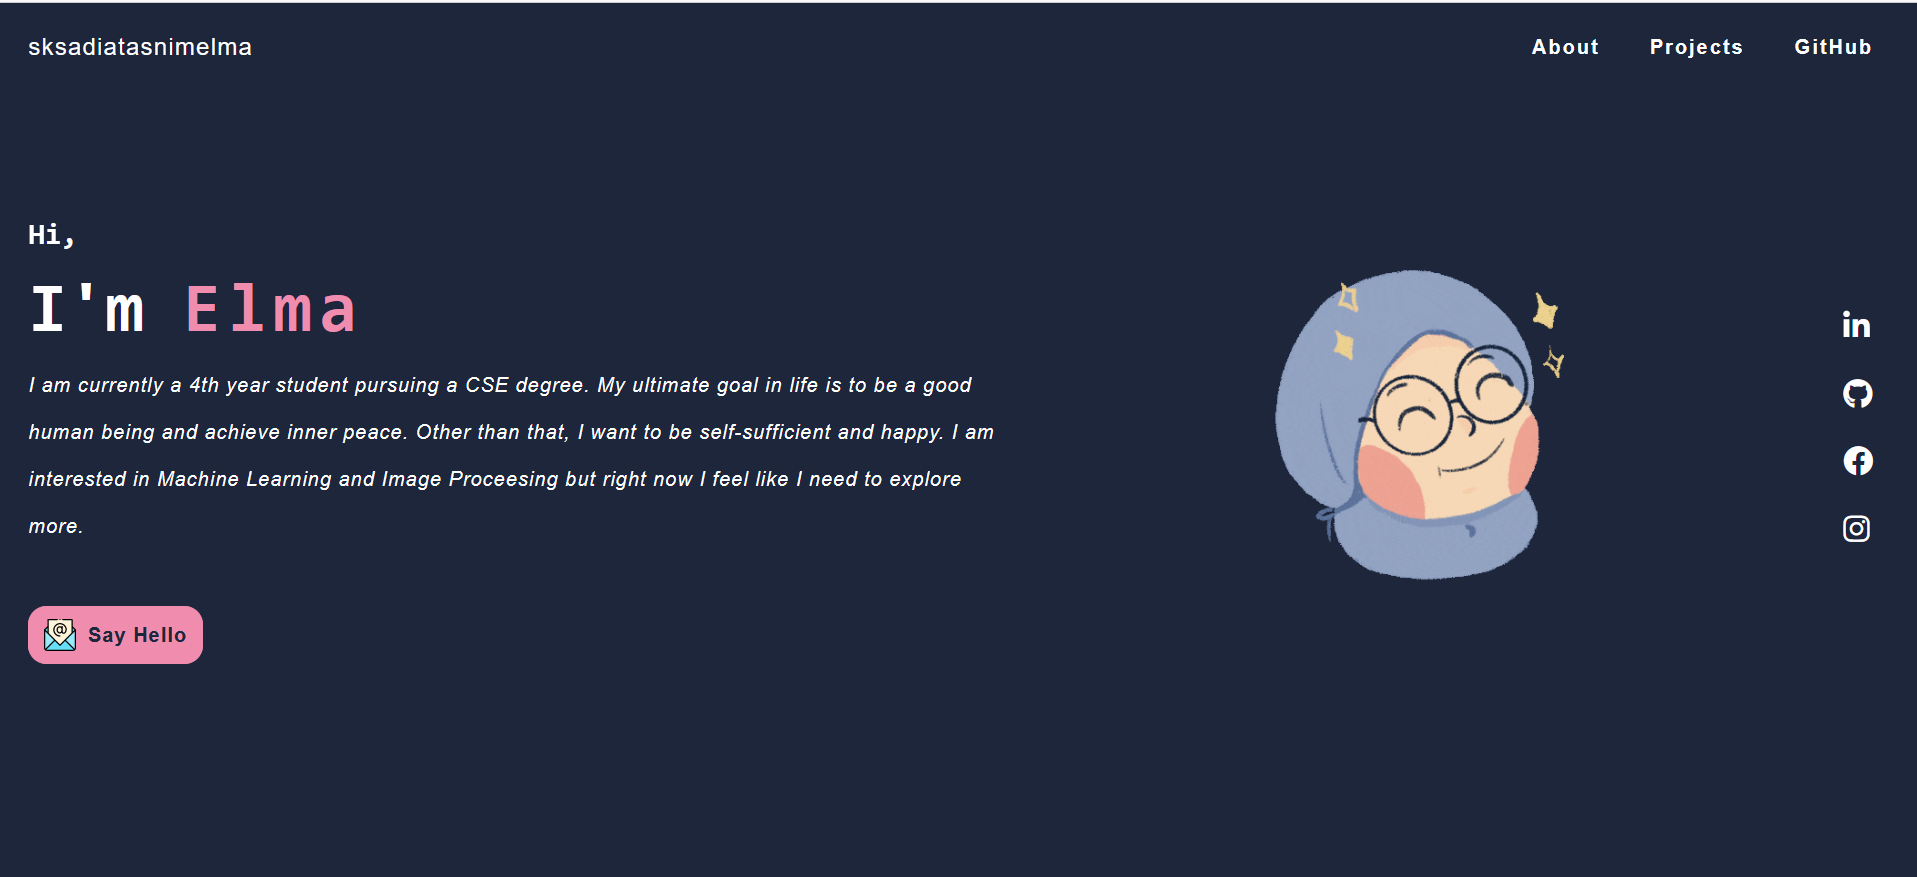 sksadiatasnimelma
About
Projects
GitHub
Hi,
I'm Elma
I am currently a 4th year student pursuing a CSE degree. My ultimate goal in life is to be a good
human being and achieve inner peace. Other than that, I want to be self-sufficient and happy. I am
interested in Machine Learning and Image Proceesing but right now I feel like I need to explore
more.
@
Say Hello
in